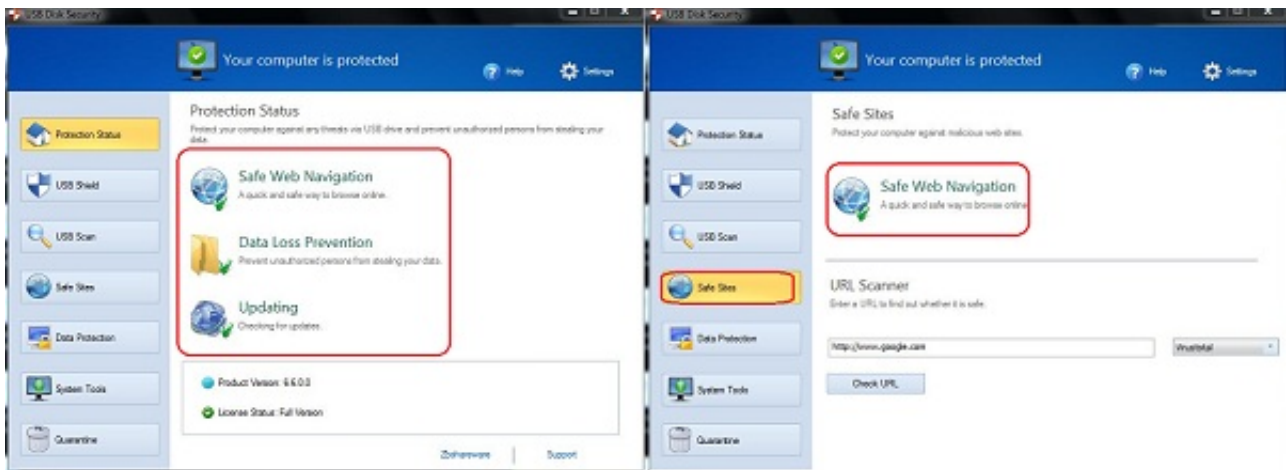 USB Disk Security
Your computer is protected
Help
Settings
Protection Status
USB Shield
USB Scan
Safe Sites
Data Protection
System Tools
Quarantine
Protection Status
Protect your computer against any threats via USB drive and prevent unauthorized persons from stealing your
data.
Safe Web Navigation
A quick and safe way to browse online.
Data Loss Prevention
Prevent unauthorized persons from stealing your data.
Updating
Checking for updates.
Product Version: 6.6.0.0
License Status: Full Version
Zbshareware
Support
USB Disk Security
Your computer is protected
Help
Settings
Protection Status
USB Shield
USB Scan
Safe Sites
Data Protection
System Tools
Quarantine
Safe Sites
Protect your computer against malicious web sites.
Safe Web Navigation
A quick and safe way to browse online
URL Scanner
Enter a URL to find out whether it is safe.
http://www.google.com
Virustotal
Check URL